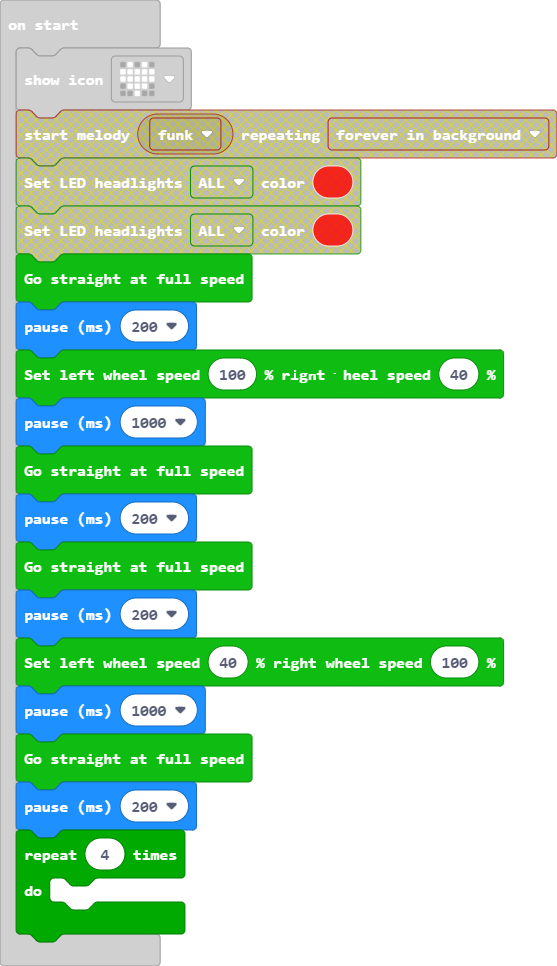 on start
show icon
start melody funk repeating forever in background
Set LED headlights ALL color
Set LED headlights ALL color
Go straight at full speed
pause (ms) 200
Set left wheel speed 100 % heel speed 40 %
pause (ms) 1000
Go straight at full speed
pause (ms) 200
Go straight at full speed
pause (ms) 200
Set left wheel speed 40 % right wheel speed 100 %
pause (ms) 1000
Go straight at full speed
pause (ms) 200
repeat 4 times
do